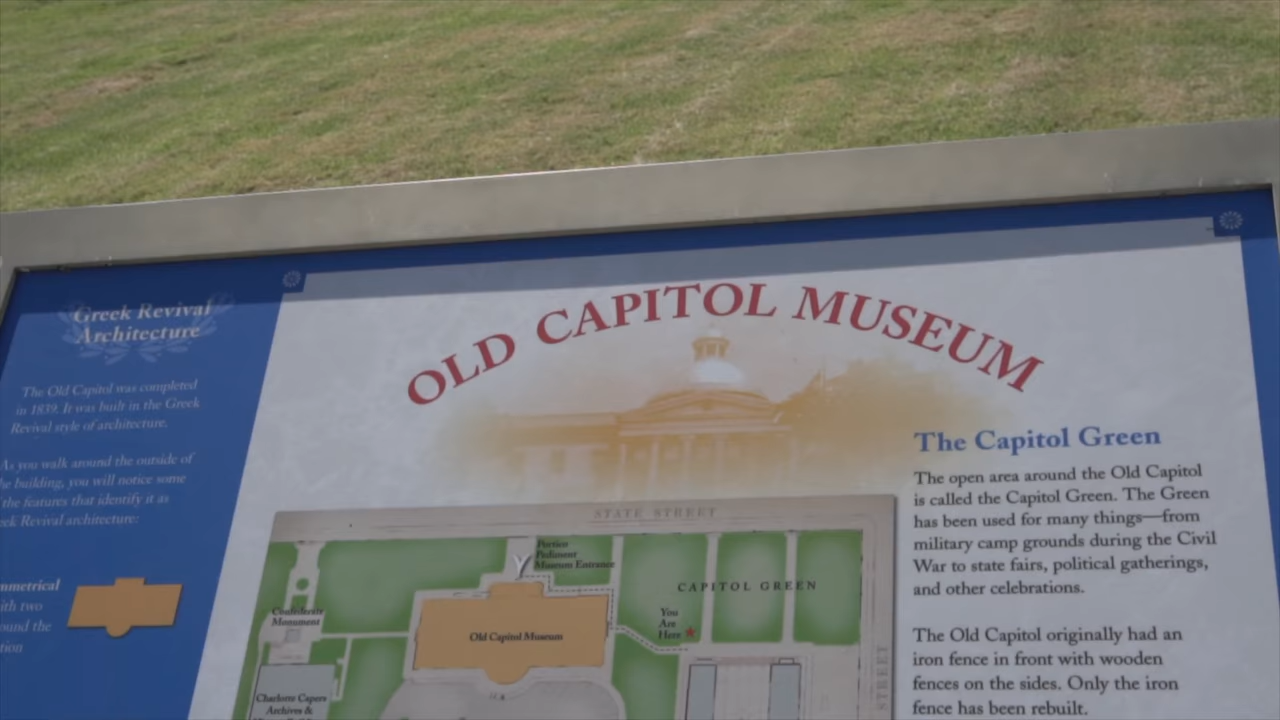 Greek Revival
Architecture
The Old Capitol was completed
in 1839. It was built in the Greek
Revival style of architecture.
As you walk around the outside of
the building, you will notice some
the features that identify it as
Revival architecture:
with two
OLD CAPITOL MUSEUM
STATE STREET
Portico
Pediment
Museum Entrance
CAPITOL GREEN
Confederate
Monument
You
Are
Here
Old Capitol Museum
Charlotte Capers
Archives &
STREET
The Capitol Green
The open area around the Old Capitol
is called the Capitol Green. The Green
has been used for many things—from
military camp grounds during the Civil
War to state fairs, political gatherings,
and other celebrations.
The Old Capitol originally had an
iron fence in front with wooden
fences on the sides. Only the iron
fence has been rebuilt.